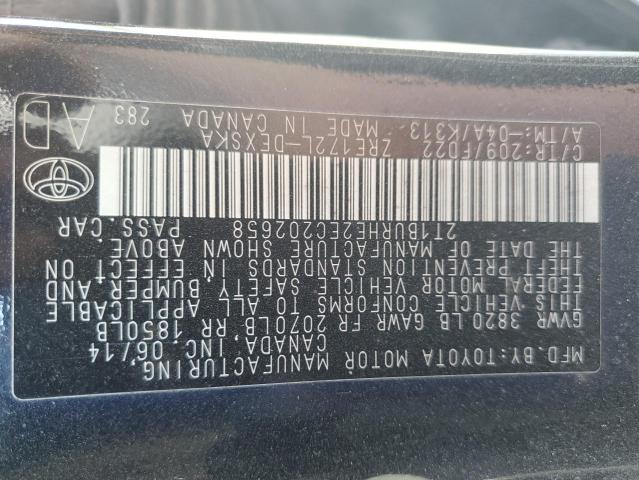 MFD. BY: TOYOTA MOTOR MANUFACTURING,
CANADA, INC. 06/14
GVWR 3820 LB GAWR FR 2070LB, RR 1850LB
THIS VEHICLE CONFORMS TO ALL APPLICABLE
FEDERAL MOTOR VEHICLE SAFETY, BUMPER AND
THEFT PREVENTION STANDARDS IN EFFECT ON
THE DATE OF MANUFACTURE SHOWN ABOVE
2T1BURHE2EC202658 PASS. CAR
C/TR: 209/FD22 ZRE172L-DEXSKA
A/TM: -04A/K313 MADE IN CANADA 283
AD